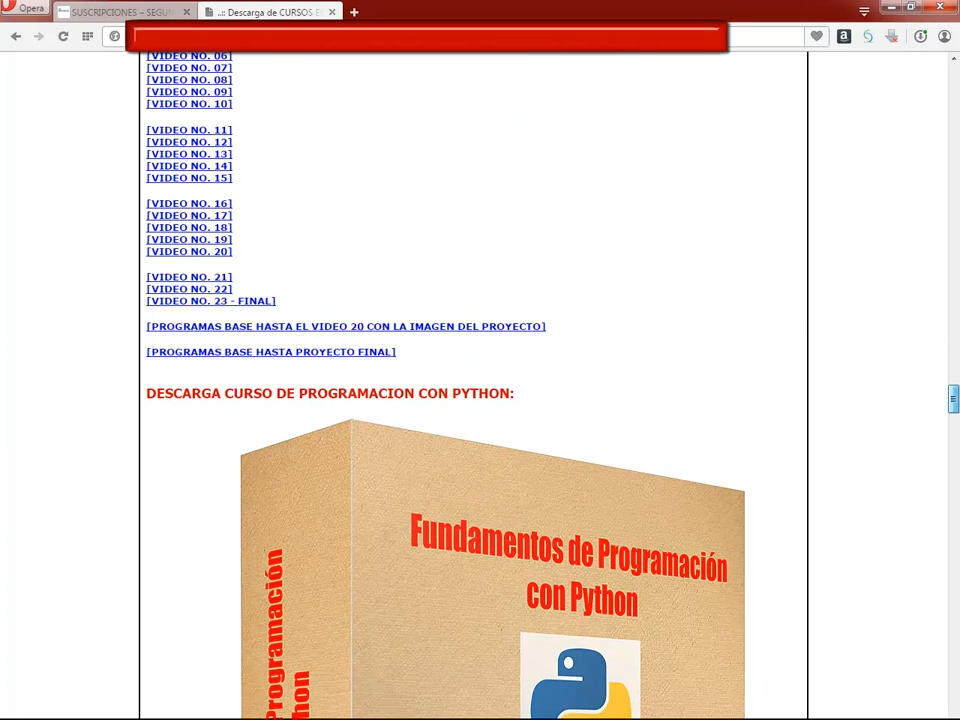 Opera
SUSCRIPCIONES – SEGU
..:: Descarga de CURSOS E
[VIDEO NO. 06]
[VIDEO NO. 07]
[VIDEO NO. 08]
[VIDEO NO. 09]
[VIDEO NO. 10]
[VIDEO NO. 11]
[VIDEO NO. 12]
[VIDEO NO. 13]
[VIDEO NO. 14]
[VIDEO NO. 15]
[VIDEO NO. 16]
[VIDEO NO. 17]
[VIDEO NO. 18]
[VIDEO NO. 19]
[VIDEO NO. 20]
[VIDEO NO. 21]
[VIDEO NO. 22]
[VIDEO NO. 23 - FINAL]
[PROGRAMAS BASE HASTA EL VIDEO 20 CON LA IMAGEN DEL PROYECTO]
[PROGRAMAS BASE HASTA PROYECTO FINAL]
DESCARGA CURSO DE PROGRAMACION CON PYTHON:
Fundamentos de Programación
con Python
Programación
hon